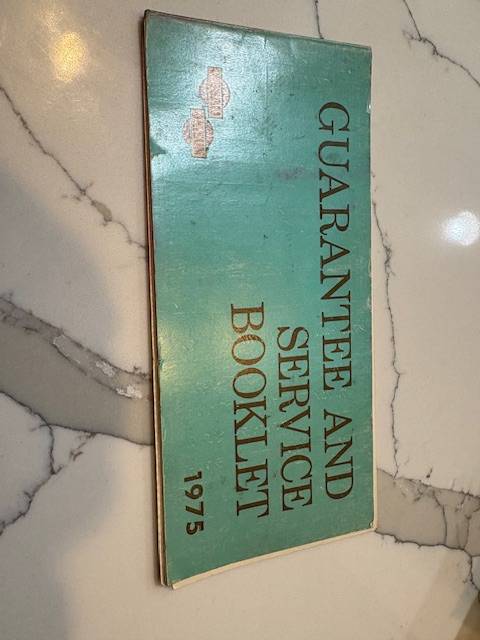 GUARANTEE AND
SERVICE
BOOKLET
1975